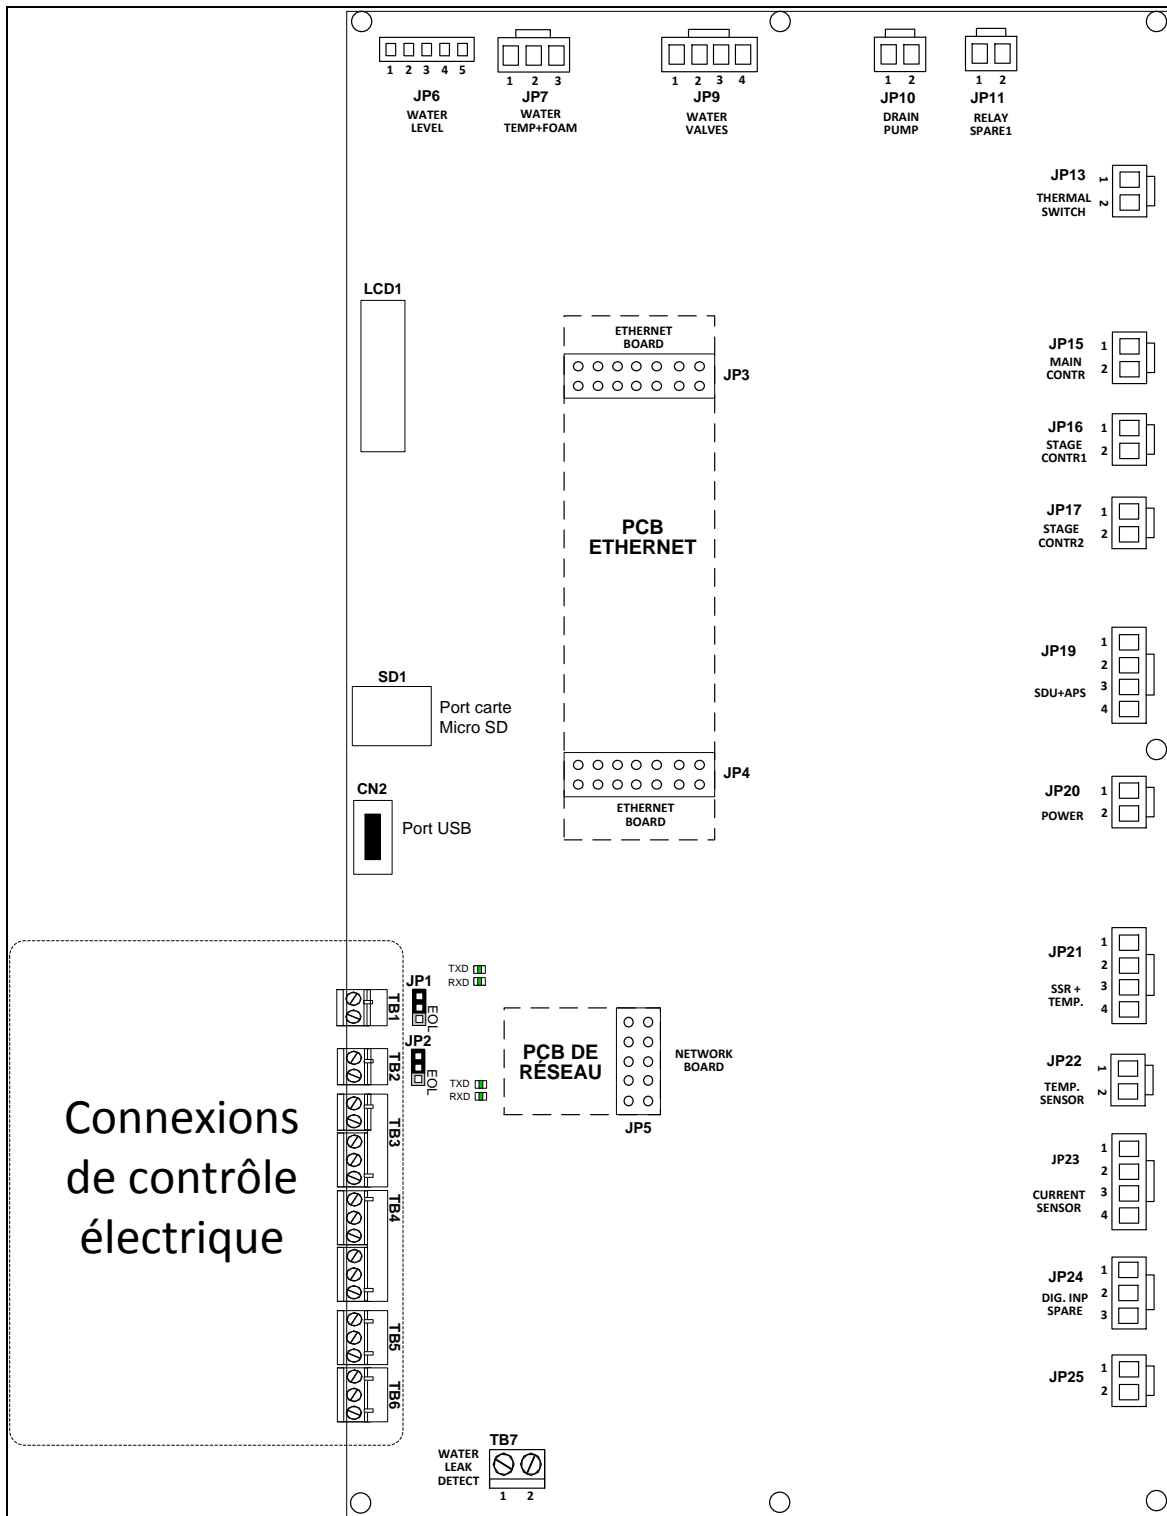 1 2 3 4 5
JP6
WATER
LEVEL
1 2 3
JP7
WATER
TEMP+FOAM
1 2 3 4
JP9
WATER
VALVES
1 2
JP10
DRAIN
PUMP
1 2
JP11
RELAY
SPARE1
JP13
THERMAL
SWITCH
1
2
LCD1
ETHERNET
BOARD
JP3
JP15
MAIN
CONTR
1
2
JP16
STAGE
CONTR1
1
2
JP17
STAGE
CONTR2
1
2
PCB
ETHERNET
JP19
SDU+APS
1
2
3
4
SD1
Port carte
Micro SD
JP4
ETHERNET
BOARD
CN2
Port USB
JP20
POWER
1
2
JP21
SSR +
TEMP.
1
2
3
4
TXD
RXD
JP1
EOL
TB1
JP2
EOL
TB2
TXD
RXD
PCB DE
RÉSEAU
NETWORK
BOARD
JP5
JP22
TEMP.
SENSOR
1
2
TB3
Connexions
de contrôle
électrique
TB4
JP23
CURRENT
SENSOR
1
2
3
4
JP24
DIG. INP
SPARE
1
2
3
TB5
TB6
JP25
1
2
TB7
WATER
LEAK
DETECT
1 2